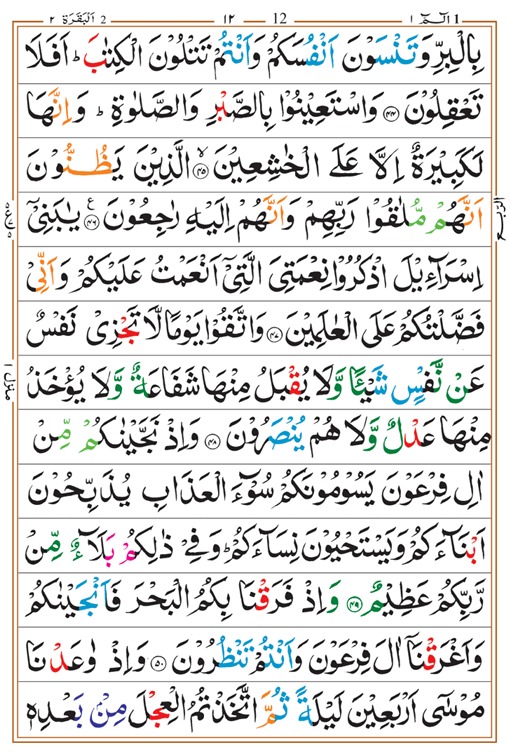 2 اَلْبَقَرَة ٢ ١٢ 12 الٓمّٓ ١ 1
بِالْبِرِّ وَتَنْسَوْنَ اَنْفُسَكُمْ وَاَنْتُمْ تَتْلُوْنَ الْكِتٰبَ ؕ اَفَلَا
تَعْقِلُوْنَ ﴿۴۴﴾ وَاسْتَعِيْنُوْا بِالصَّبْرِ وَالصَّلٰوةِ ؕ وَاِنَّهَا
لَكَبِيْرَةٌ اِلَّا عَلَى الْخٰشِعِيْنَ ۙ﴿۴۵﴾ الَّذِيْنَ يَظُنُّوْنَ
اَنَّهُمْ مُّلٰقُوْا رَبِّهِمْ وَاَنَّهُمْ اِلَيْهِ رٰجِعُوْنَ ﴿۴۶﴾ ع يٰبَنِيْٓ
اِسْرَآءِيْلَ اذْكُرُوْا نِعْمَتِيَ الَّتِيْٓ اَنْعَمْتُ عَلَيْكُمْ وَاَنِّيْ
فَضَّلْتُكُمْ عَلَى الْعٰلَمِيْنَ ﴿۴۷﴾ وَاتَّقُوْا يَوْمًا لَّا تَجْزِيْ نَفْسٌ
عَنْ نَّفْسٍ شَيْئًا وَّلَا يُقْبَلُ مِنْهَا شَفَاعَةٌ وَّلَا يُؤْخَذُ
مِنْهَا عَدْلٌ وَّلَا هُمْ يُنْصَرُوْنَ ﴿۴۸﴾ وَاِذْ نَجَّيْنٰكُمْ مِّنْ
اٰلِ فِرْعَوْنَ يَسُوْمُوْنَكُمْ سُوْٓءَ الْعَذَابِ يُذَبِّحُوْنَ
اَبْنَآءَكُمْ وَيَسْتَحْيُوْنَ نِسَآءَكُمْ ؕ وَفِيْ ذٰلِكُمْ بَلَآءٌ مِّنْ
رَّبِّكُمْ عَظِيْمٌ ﴿۴۹﴾ وَاِذْ فَرَقْنَا بِكُمُ الْبَحْرَ فَاَنْجَيْنٰكُمْ
وَاَغْرَقْنَآ اٰلَ فِرْعَوْنَ وَاَنْتُمْ تَنْظُرُوْنَ ﴿۵۰﴾ وَاِذْ وٰعَدْنَا
مُوْسٰٓى اَرْبَعِيْنَ لَيْلَةً ثُمَّ اتَّخَذْتُمُ الْعِجْلَ مِنْ بَعْدِهٖ
الربع
منزل ١